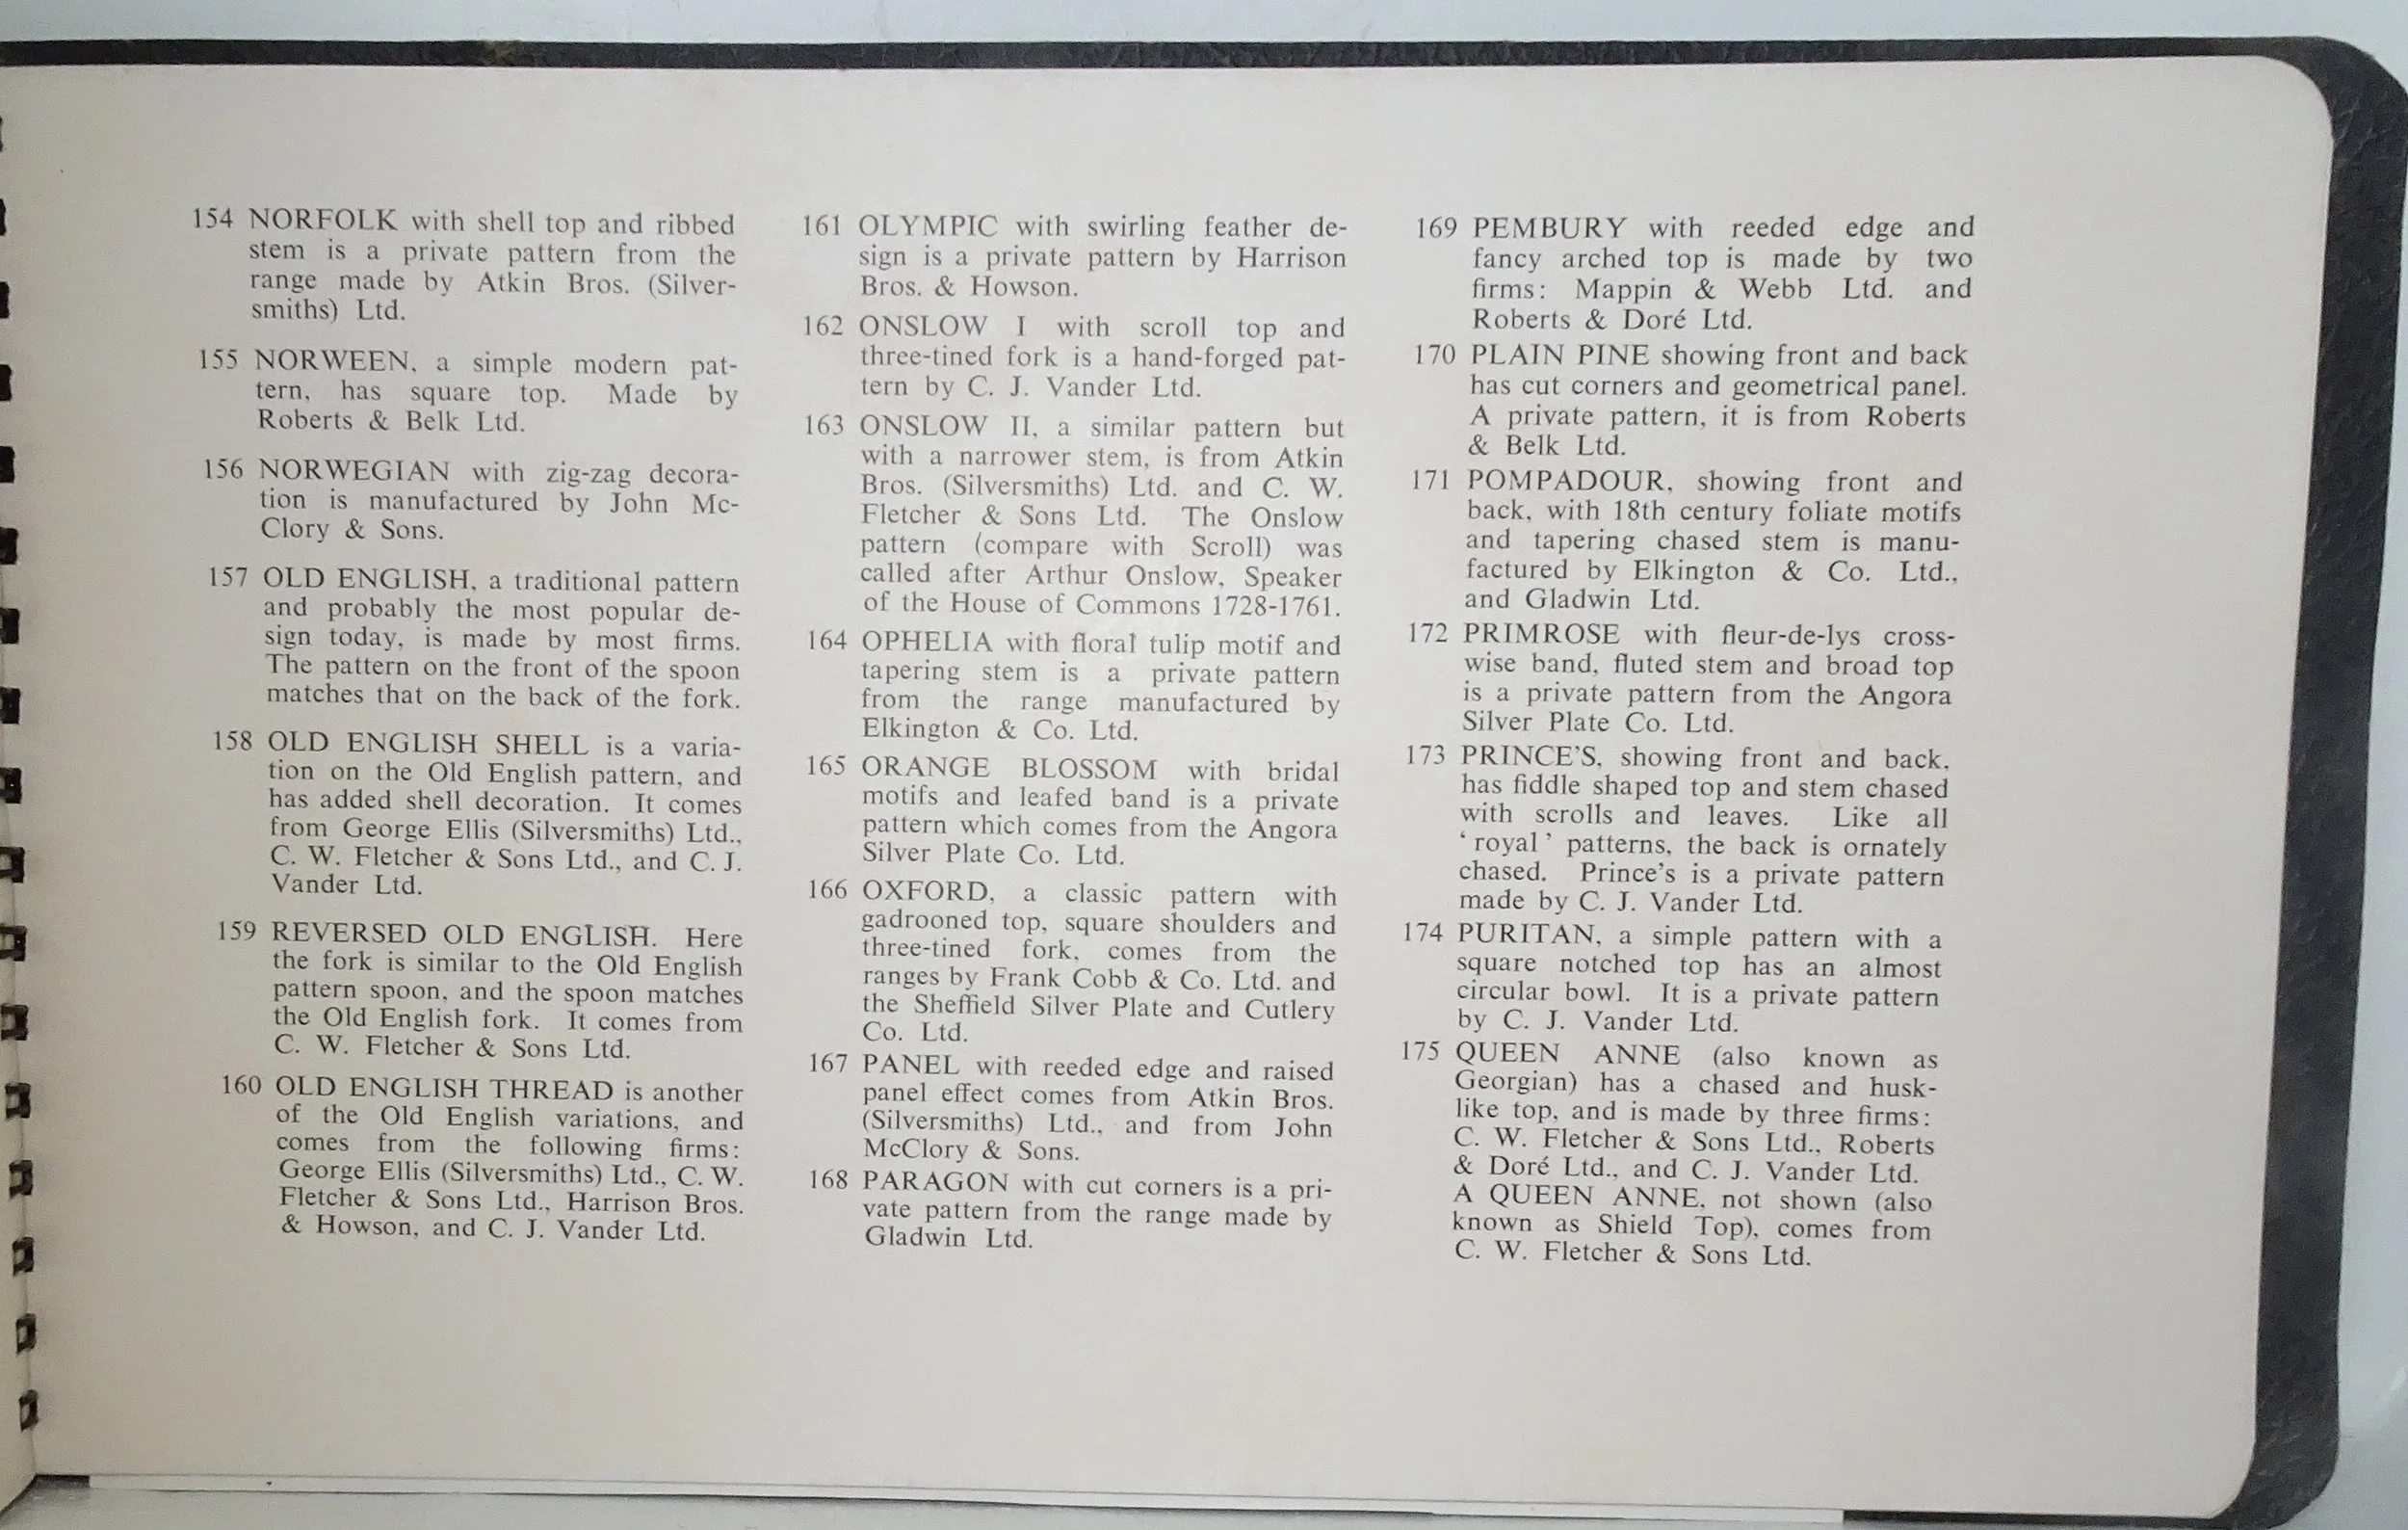 154 NORFOLK with shell top and ribbed
stem is a private pattern from the
range made by Atkin Bros. (Silver-
smiths) Ltd.
155 NORWEEN, a simple modern pat-
tern, has square top. Made by
Roberts & Belk Ltd.
156 NORWEGIAN with zig-zag decora-
tion is manufactured by John Mc-
Clory & Sons.
157 OLD ENGLISH, a traditional pattern
and probably the most popular de-
sign today, is made by most firms.
The pattern on the front of the spoon
matches that on the back of the fork.
158 OLD ENGLISH SHELL is a varia-
tion on the Old English pattern, and
has added shell decoration. It comes
from George Ellis (Silversmiths) Ltd.,
C. W. Fletcher & Sons Ltd., and C. J.
Vander Ltd.
159 REVERSED OLD ENGLISH. Here
the fork is similar to the Old English
pattern spoon, and the spoon matches
the Old English fork. It comes from
C. W. Fletcher & Sons Ltd.
160 OLD ENGLISH THREAD is another
of the Old English variations, and
comes from the following firms:
George Ellis (Silversmiths) Ltd., C. W.
Fletcher & Sons Ltd., Harrison Bros.
& Howson, and C. J. Vander Ltd.
161 OLYMPIC with swirling feather de-
sign is a private pattern by Harrison
Bros. & Howson.
162 ONSLOW I with scroll top and
three-tined fork is a hand-forged pat-
tern by C. J. Vander Ltd.
163 ONSLOW II, a similar pattern but
with a narrower stem, is from Atkin
Bros. (Silversmiths) Ltd. and C. W.
Fletcher & Sons Ltd. The Onslow
pattern (compare with Scroll) was
called after Arthur Onslow, Speaker
of the House of Commons 1728-1761.
164 OPHELIA with floral tulip motif and
tapering stem is a private pattern
from the range manufactured by
Elkington & Co. Ltd.
165 ORANGE BLOSSOM with bridal
motifs and leafed band is a private
pattern which comes from the Angora
Silver Plate Co. Ltd.
166 OXFORD, a classic pattern with
gadrooned top, square shoulders and
three-tined fork, comes from the
ranges by Frank Cobb & Co. Ltd. and
the Sheffield Silver Plate and Cutlery
Co. Ltd.
167 PANEL with reeded edge and raised
panel effect comes from Atkin Bros.
(Silversmiths) Ltd., and from John
McClory & Sons.
168 PARAGON with cut corners is a pri-
vate pattern from the range made by
Gladwin Ltd.
169 PEMBURY with reeded edge and
fancy arched top is made by two
firms: Mappin & Webb Ltd. and
Roberts & Doré Ltd.
170 PLAIN PINE showing front and back
has cut corners and geometrical panel.
A private pattern, it is from Roberts
& Belk Ltd.
171 POMPADOUR, showing front and
back, with 18th century foliate motifs
and tapering chased stem is manu-
factured by Elkington & Co. Ltd.,
and Gladwin Ltd.
172 PRIMROSE with fleur-de-lys cross-
wise band, fluted stem and broad top
is a private pattern from the Angora
Silver Plate Co. Ltd.
173 PRINCE'S, showing front and back,
has fiddle shaped top and stem chased
with scrolls and leaves. Like all
‘royal’ patterns, the back is ornately
chased. Prince's is a private pattern
made by C. J. Vander Ltd.
174 PURITAN, a simple pattern with a
square notched top has an almost
circular bowl. It is a private pattern
by C. J. Vander Ltd.
175 QUEEN ANNE (also known as
Georgian) has a chased and husk-
like top, and is made by three firms:
C. W. Fletcher & Sons Ltd., Roberts
& Doré Ltd., and C. J. Vander Ltd.
A QUEEN ANNE, not shown (also
known as Shield Top), comes from
C. W. Fletcher & Sons Ltd.